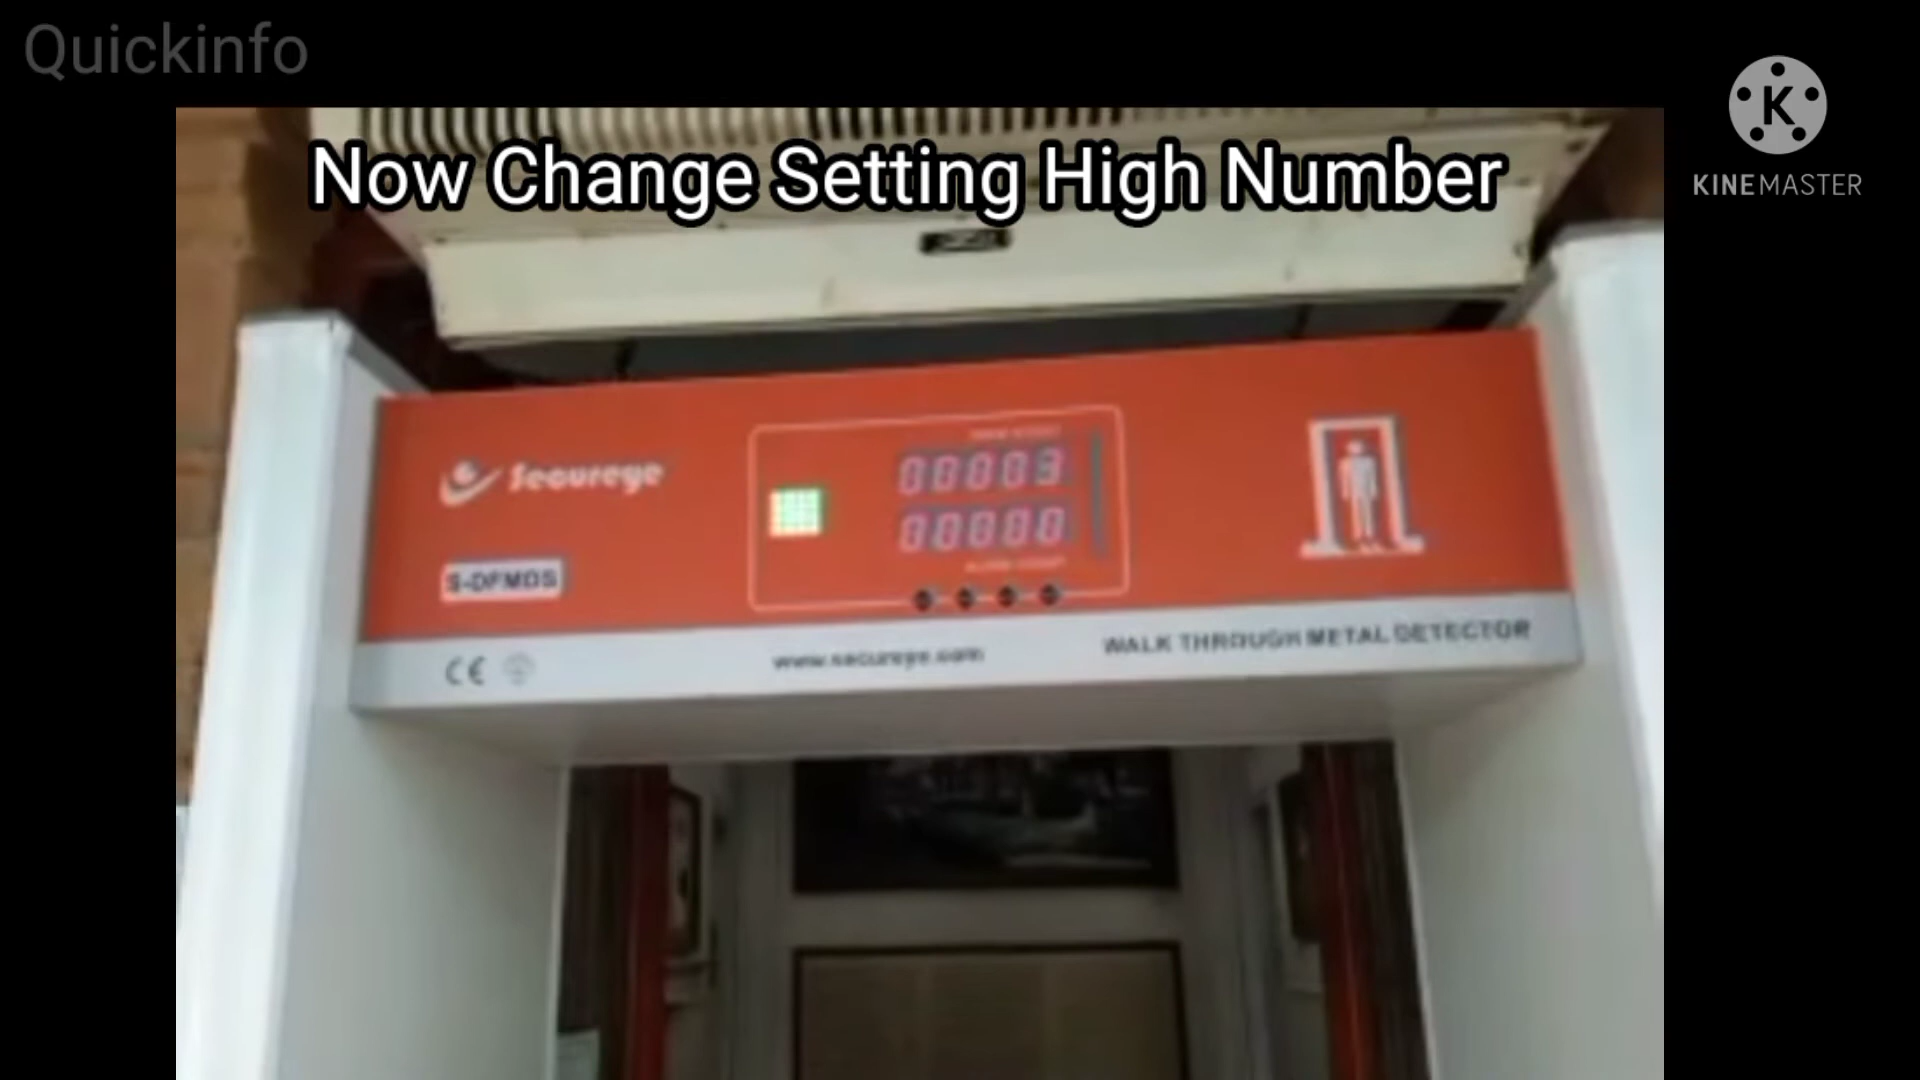 Quickinfo
K
KINEMASTER
Now Change Setting High Number
Secureye
00003
00000
S-DFMDS
CE
www.secureye.com
WALK THROUGH METAL DETECTOR